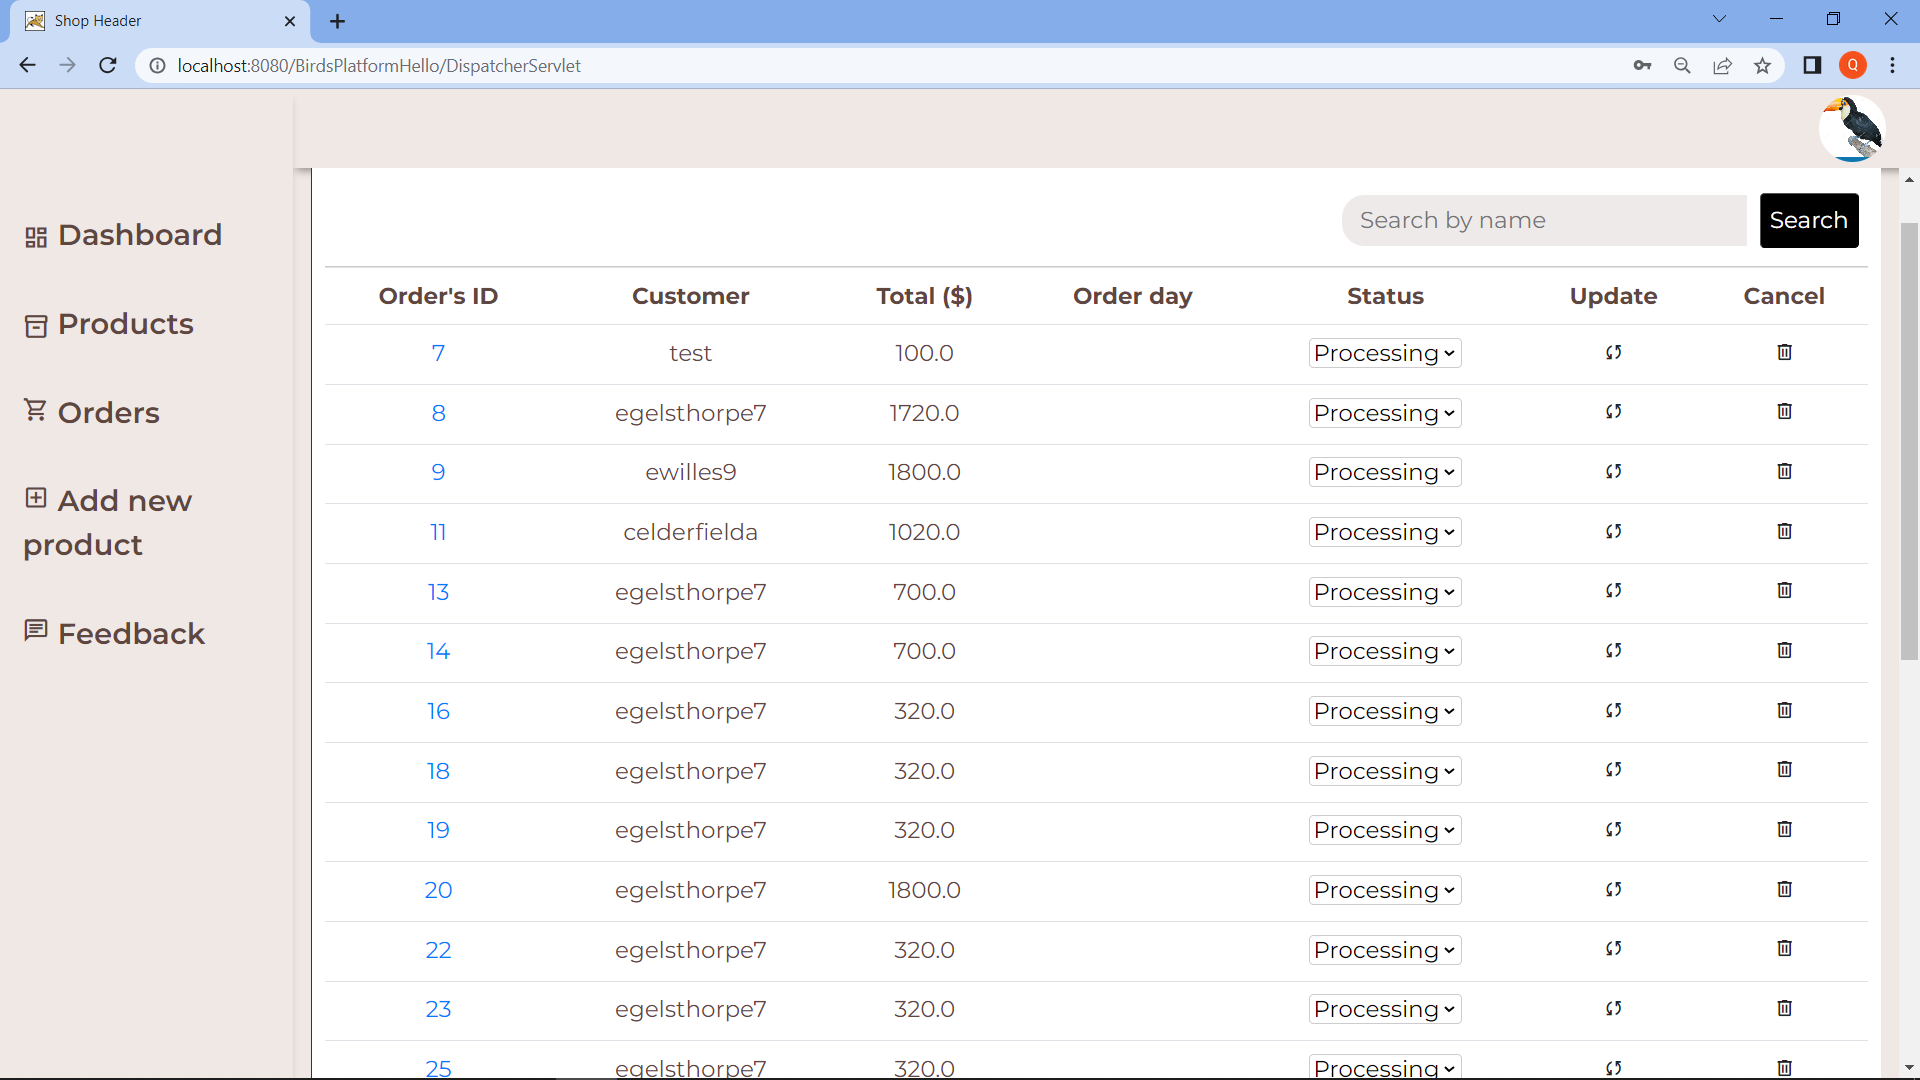 Shop Header
localhost:8080/BirdsPlatformHello/DispatcherServlet
Q
Dashboard
Products
Orders
Add new
product
Feedback
Search by name Search
Order's ID Customer Total ($) Order day Status Update Cancel
7 test 100.0 Processing
8 egelsthorpe7 1720.0 Processing
9 ewilles9 1800.0 Processing
11 celderfielda 1020.0 Processing
13 egelsthorpe7 700.0 Processing
14 egelsthorpe7 700.0 Processing
16 egelsthorpe7 320.0 Processing
18 egelsthorpe7 320.0 Processing
19 egelsthorpe7 320.0 Processing
20 egelsthorpe7 1800.0 Processing
22 egelsthorpe7 320.0 Processing
23 egelsthorpe7 320.0 Processing
25 egelsthorpe7 320.0 Processing